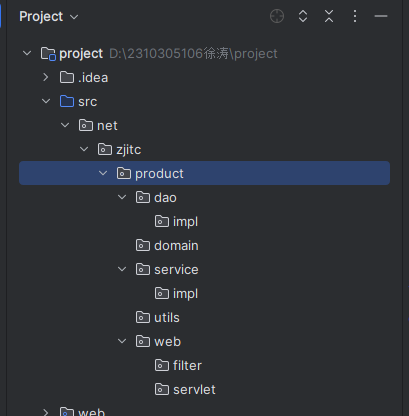 Project
project D:\2310305106徐涛\project
.idea
src
net
zjitc
product
dao
impl
domain
service
impl
utils
web
filter
servlet
web